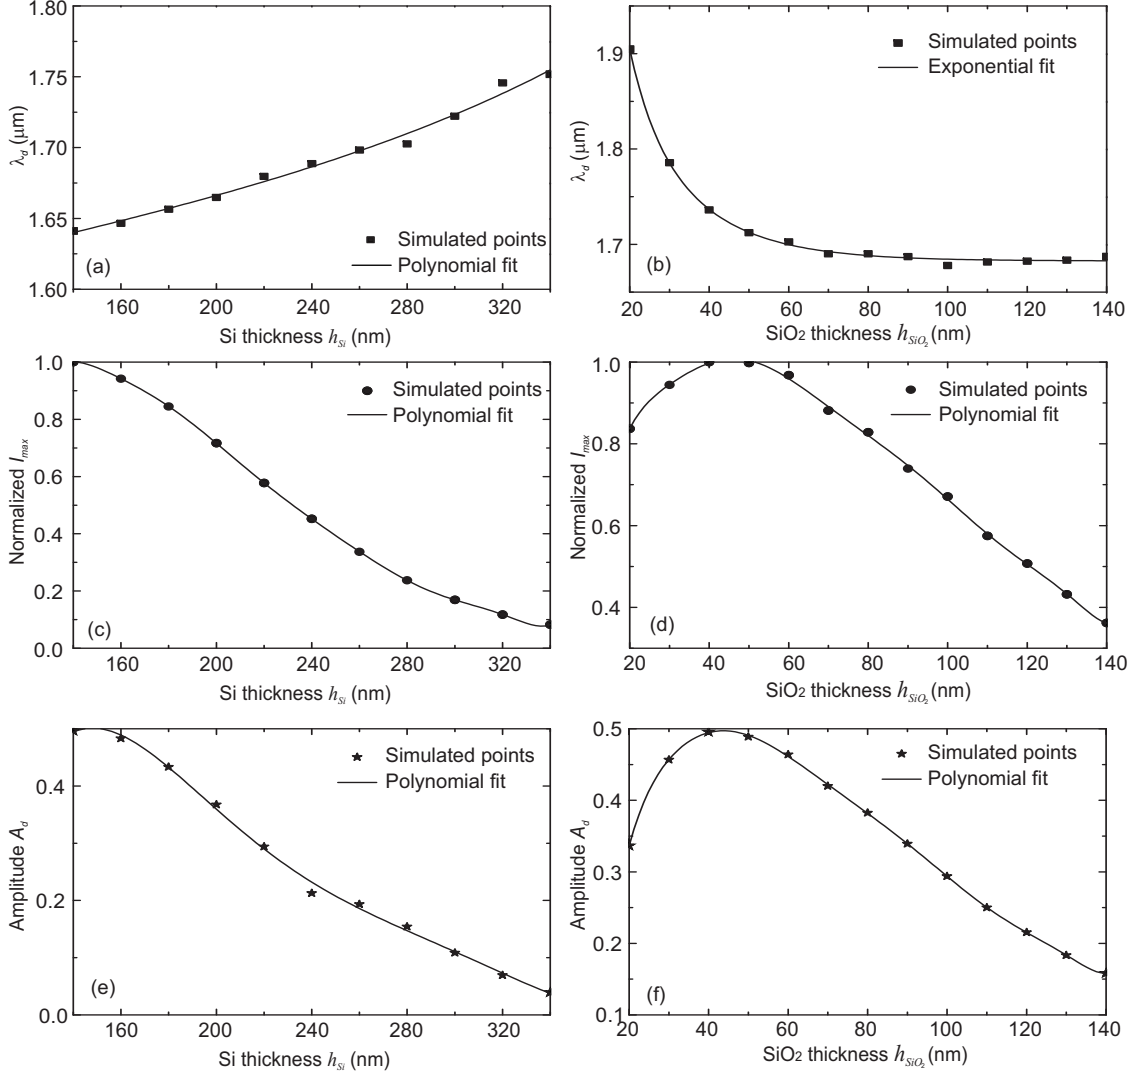 1.80
1.75
1.70
1.65
1.60
λd (μm)
Simulated points
Polynomial fit
(a)
160 200 240 280 320
Si thickness hSi (nm)
1.9
1.8
1.7
λd (μm)
Simulated points
Exponential fit
(b)
20 40 60 80 100 120 140
SiO2 thickness hSiO2 (nm)
1.0
0.8
0.6
0.4
0.2
0.0
Normalized Imax
Simulated points
Polynomial fit
(c)
160 200 240 280 320
Si thickness hSi (nm)
1.0
0.8
0.6
0.4
Normalized Imax
Simulated points
Polynomial fit
(d)
20 40 60 80 100 120 140
SiO2 thickness hSiO2 (nm)
0.4
0.2
0.0
Amplitude Ad
Simulated points
Polynomial fit
(e)
160 200 240 280 320
Si thickness hSi (nm)
0.5
0.4
0.3
0.2
0.1
Amplitude Ad
Simulated points
Polynomial fit
(f)
20 40 60 80 100 120 140
SiO2 thickness hSiO2 (nm)